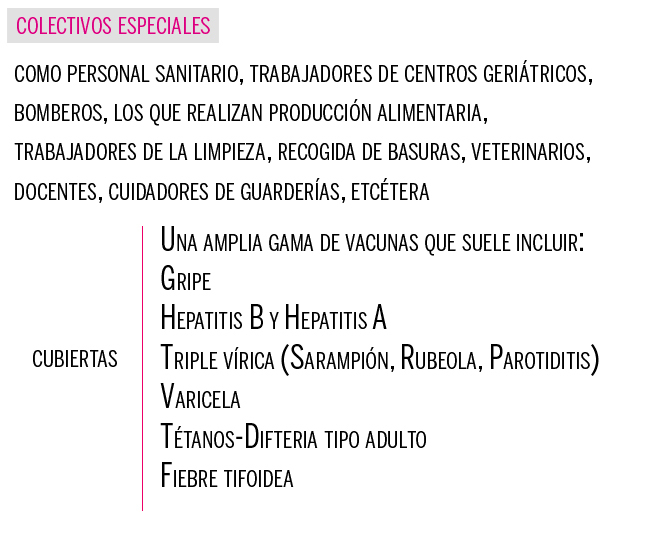 COLECTIVOS ESPECIALES
COMO PERSONAL SANITARIO, TRABAJADORES DE CENTROS GERIÁTRICOS,
BOMBEROS, LOS QUE REALIZAN PRODUCCIÓN ALIMENTARIA,
TRABAJADORES DE LA LIMPIEZA, RECOGIDA DE BASURAS, VETERINARIOS,
DOCENTES, CUIDADORES DE GUARDERÍAS, ETCÉTERA
UNA AMPLIA GAMA DE VACUNAS QUE SUELE INCLUIR:
GRIPE
HEPATITIS B Y HEPATITIS A
CUBIERTAS
TRIPLE VÍRICA (SARAMPIÓN, RUBEOLA, PAROTIDITIS)
VARICELA
TÉTANOS-DIFTERIA TIPO ADULTO
FIEBRE TIFOIDEA